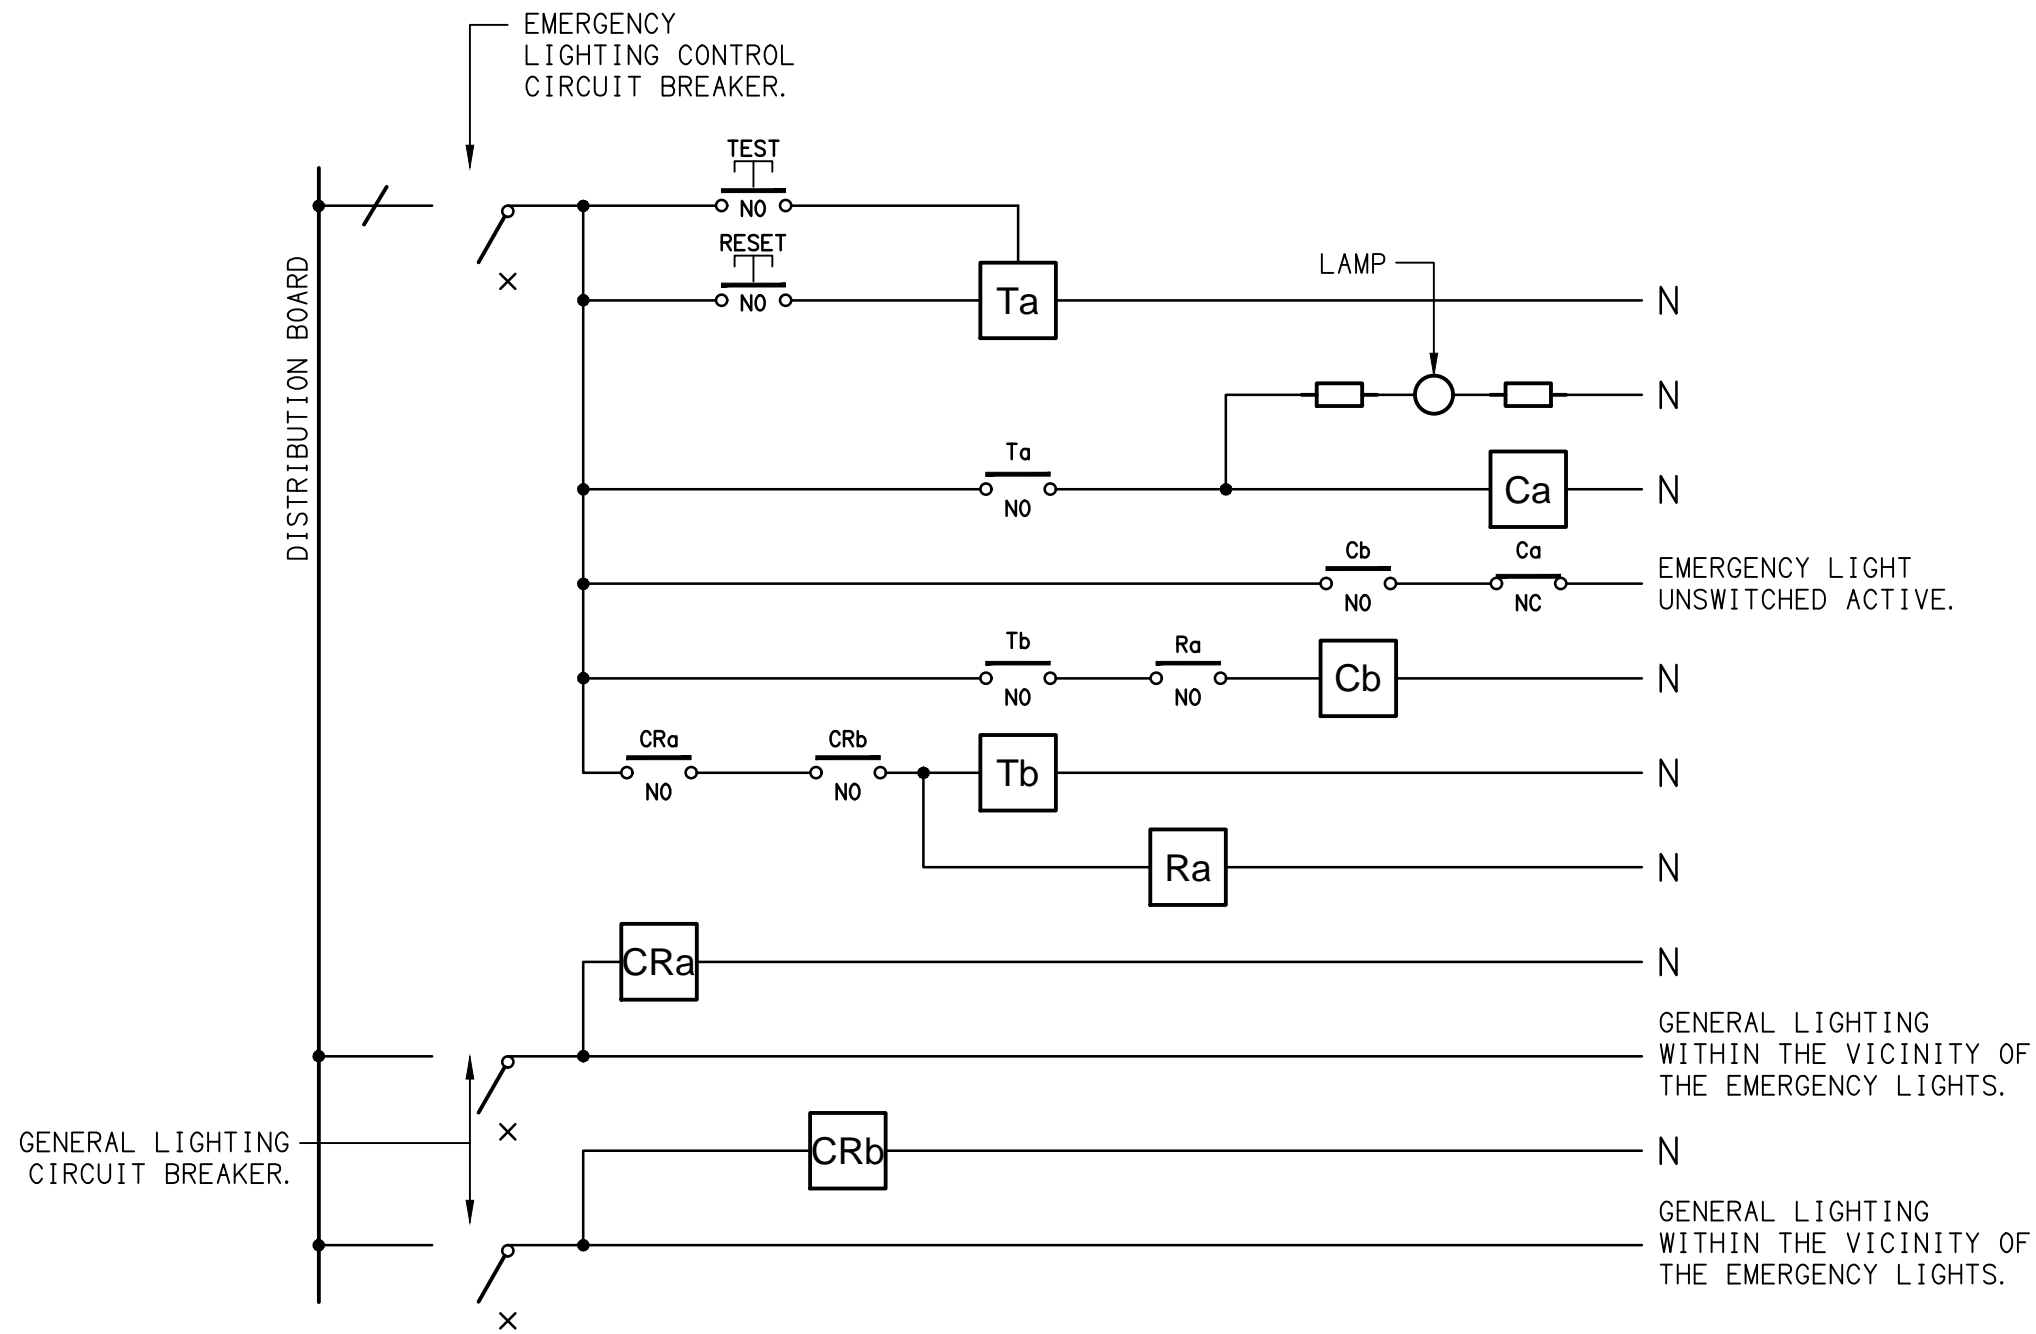 EMERGENCY
LIGHTING CONTROL
CIRCUIT BREAKER.
TEST
NO
RESET
NO
DISTRIBUTION BOARD
Ta
N
LAMP
N
Ta
NO
Ca
N
Cb
NO
Ca
NC
EMERGENCY LIGHT
UNSWITCHED ACTIVE.
Tb
NO
Ra
NO
Cb
N
CRa
NO
CRb
NO
Tb
N
Ra
N
CRa
N
GENERAL LIGHTING
WITHIN THE VICINITY OF
THE EMERGENCY LIGHTS.
GENERAL LIGHTING
CIRCUIT BREAKER.
CRb
N
GENERAL LIGHTING
WITHIN THE VICINITY OF
THE EMERGENCY LIGHTS.